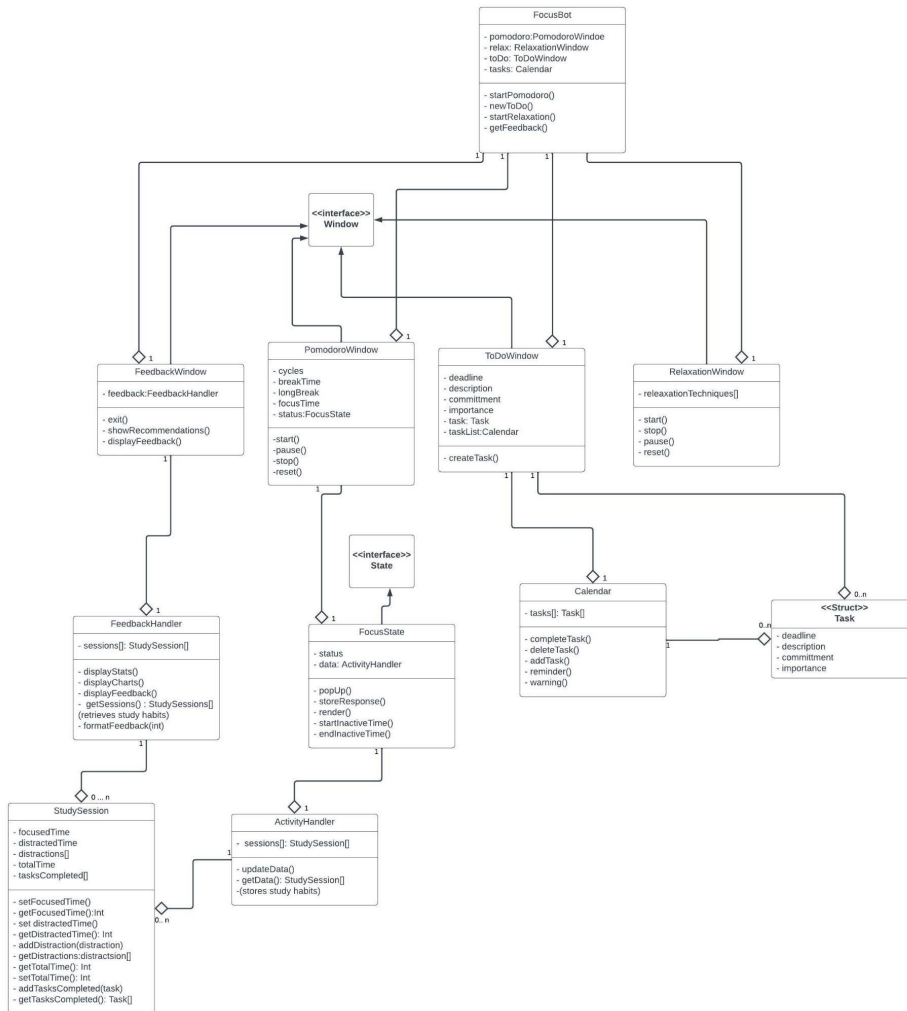 FocusBot
- pomodoro:PomodoroWindoe
- relax: RelaxationWindow
- toDo: ToDoWindow
- tasks: Calendar
- startPomodoro()
- newToDo()
- startRelaxation()
- getFeedback()
1
1
1
1
<<interface>>
Window
1
1
1
1
FeedbackWindow
- feedback:FeedbackHandler
- exit()
- showRecommendations()
- displayFeedback()
1
PomodoroWindow
- cycles
- breakTime
- longBreak
- focusTime
- status:FocusState
-start()
-pause()
-stop()
-reset()
1
ToDoWindow
- deadline
- description
- committment
- importance
- task: Task
- taskList:Calendar
- createTask()
1
1
RelaxationWindow
- releaxationTechniques[]
- start()
- stop()
- pause()
- reset()
<<interface>>
State
1
1
1
0..n
FeedbackHandler
- sessions[]: StudySession[]
- displayStats()
- displayCharts()
- displayFeedback()
- getSessions() : StudySessions[]
(retrieves study habits)
- formatFeedback(int)
1
FocusState
- status
- data: ActivityHandler
- popUp()
- storeResponse()
- render()
- startInactiveTime()
- endInactiveTime()
1
Calendar
- tasks[]: Task[]
- completeTask()
- deleteTask()
- addTask()
- reminder()
- warning()
1
0..n
<<Struct>>
Task
- deadline
- description
- committment
- importance
0 ... n
1
StudySession
- focusedTime
- distractedTime
- distractions[]
- totalTime
- tasksCompleted[]
- setFocusedTime()
- getFocusedTime():Int
- set distractedTime()
- getDistractedTime(): Int
- addDistraction(distraction)
- getDistractions:distractsion[]
- getTotalTime(): Int
- setTotalTime(): Int
- addTasksCompleted(task)
- getTasksCompleted(): Task[]
ActivityHandler
- sessions[]: StudySession[]
- updateData()
- getData(): StudySession[]
-(stores study habits)
1
0.. n